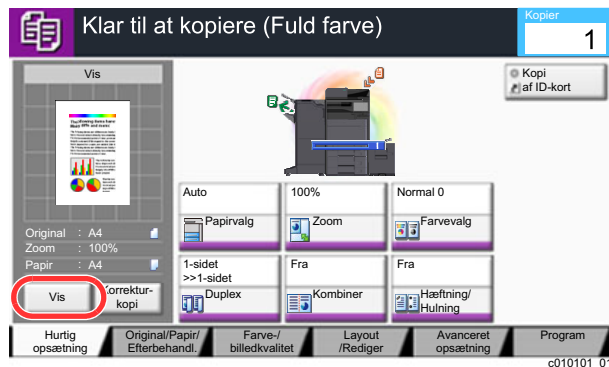 Klar til at kopiere (Fuld farve)
Kopier
1
Vis
Original : A4
Zoom : 100%
Papir : A4
Vis
Korrektur-
kopi
Kopi
af ID-kort
Auto
Papirvalg
100%
Zoom
Normal 0
Farvevalg
1-sidet
>>1-sidet
Duplex
Fra
Kombiner
Fra
Hæftning/
Hulning
Hurtig
opsætning
Original/Papir/
Efterbehandl.
Farve-/
billedkvalitet
Layout
/Rediger
Avanceret
opsætning
Program
c010101_01